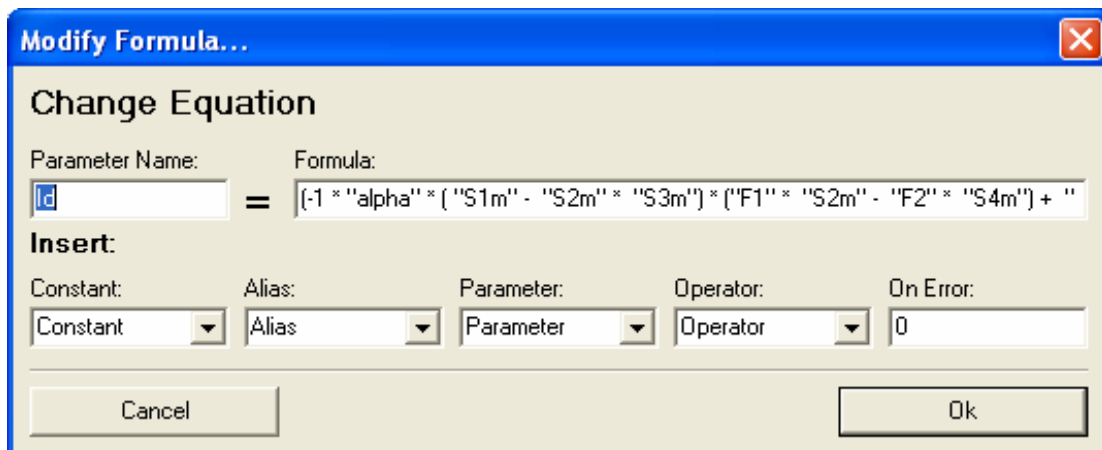 Modify Formula...
Change Equation
Parameter Name: Formula:
Id = (-1 * "alpha" * ( "S1m" - "S2m" * "S3m") * ("F1" * "S2m" - "F2" * "S4m") + "
Insert:
Constant: Alias: Parameter: Operator: On Error:
Constant Alias Parameter Operator 0
Cancel Ok